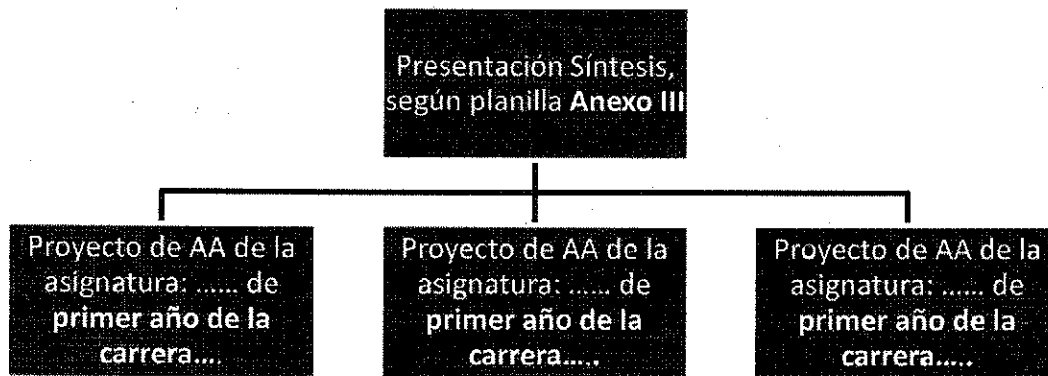 Presentación Síntesis,
según planilla Anexo III
Proyecto de AA de la
asignatura: ...... de
primer año de la
carrera....
Proyecto de AA de la
asignatura: ...... de
primer año de la
carrera.....
Proyecto de AA de la
asignatura: ...... de
primer año de la
carrera.....